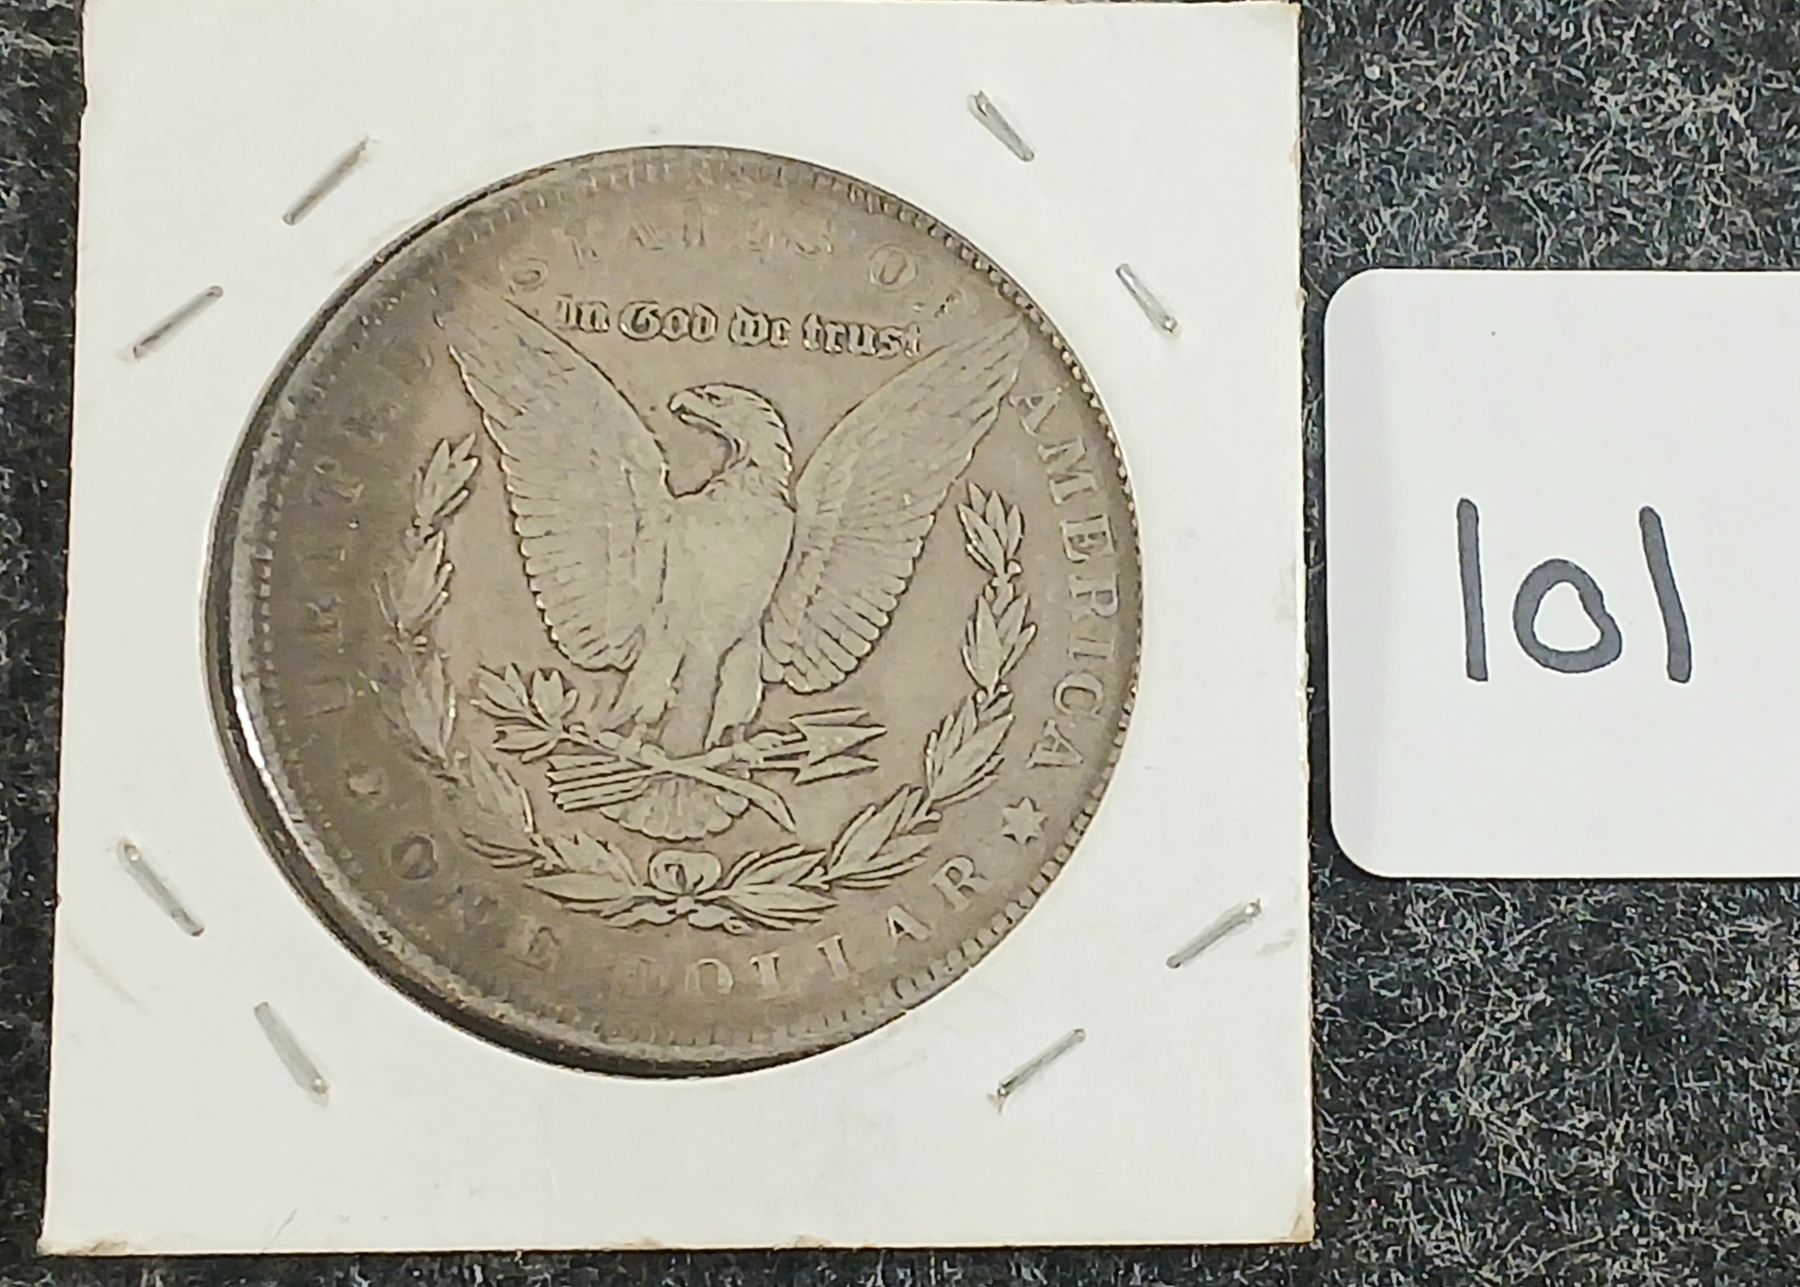 UNITED STATES OF AMERICA
In God we trust
ONE DOLLAR
101